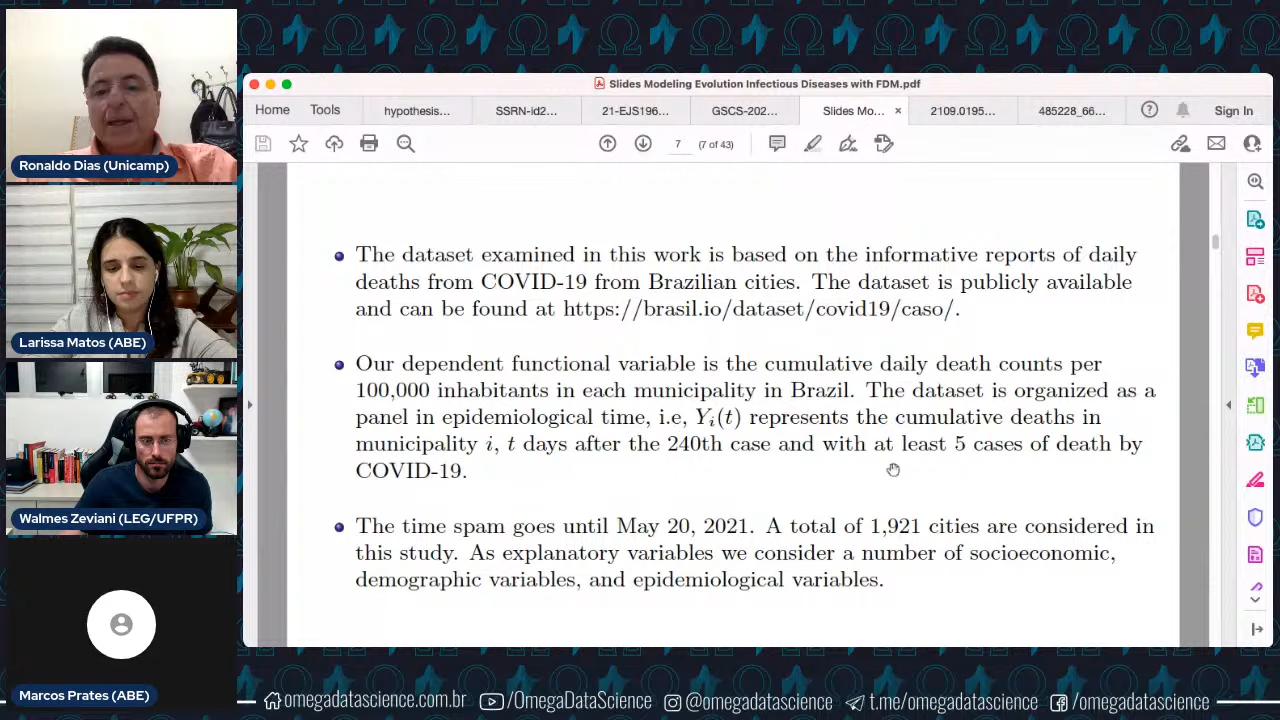 Ronaldo Dias (Unicamp)
Larissa Matos (ABE)
Walmes Zeviani (LEG/UFPR)
Marcos Prates (ABE)
Slides Modeling Evolution Infectious Diseases with FDM.pdf
Home Tools hypothesis... SSRN-id2... 21-EJS196... GSCS-202... Slides Mo... × 2109.0195... 485228_66... Sign In
7 (7 of 43)
The dataset examined in this work is based on the informative reports of daily
deaths from COVID-19 from Brazilian cities. The dataset is publicly available
and can be found at https://brasil.io/dataset/covid19/caso/.
Our dependent functional variable is the cumulative daily death counts per
100,000 inhabitants in each municipality in Brazil. The dataset is organized as a
panel in epidemiological time, i.e, Yi(t) represents the cumulative deaths in
municipality i, t days after the 240th case and with at least 5 cases of death by
COVID-19.
The time spam goes until May 20, 2021. A total of 1,921 cities are considered in
this study. As explanatory variables we consider a number of socioeconomic,
demographic variables, and epidemiological variables.
omegadatascience.com.br /OmegaDataScience @omegadatascience t.me/omegadatascience /omegadatascience